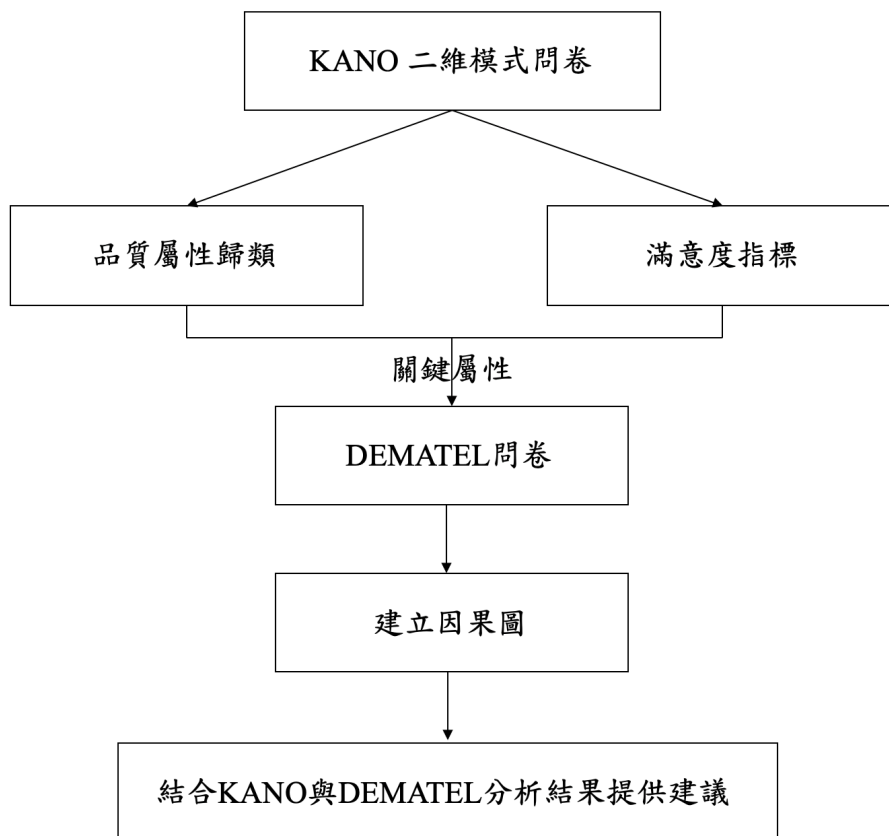 KANO 二維模式問卷
品質屬性歸類
滿意度指標
關鍵屬性
DEMATEL問卷
建立因果圖
結合KANO與DEMATEL分析結果提供建議